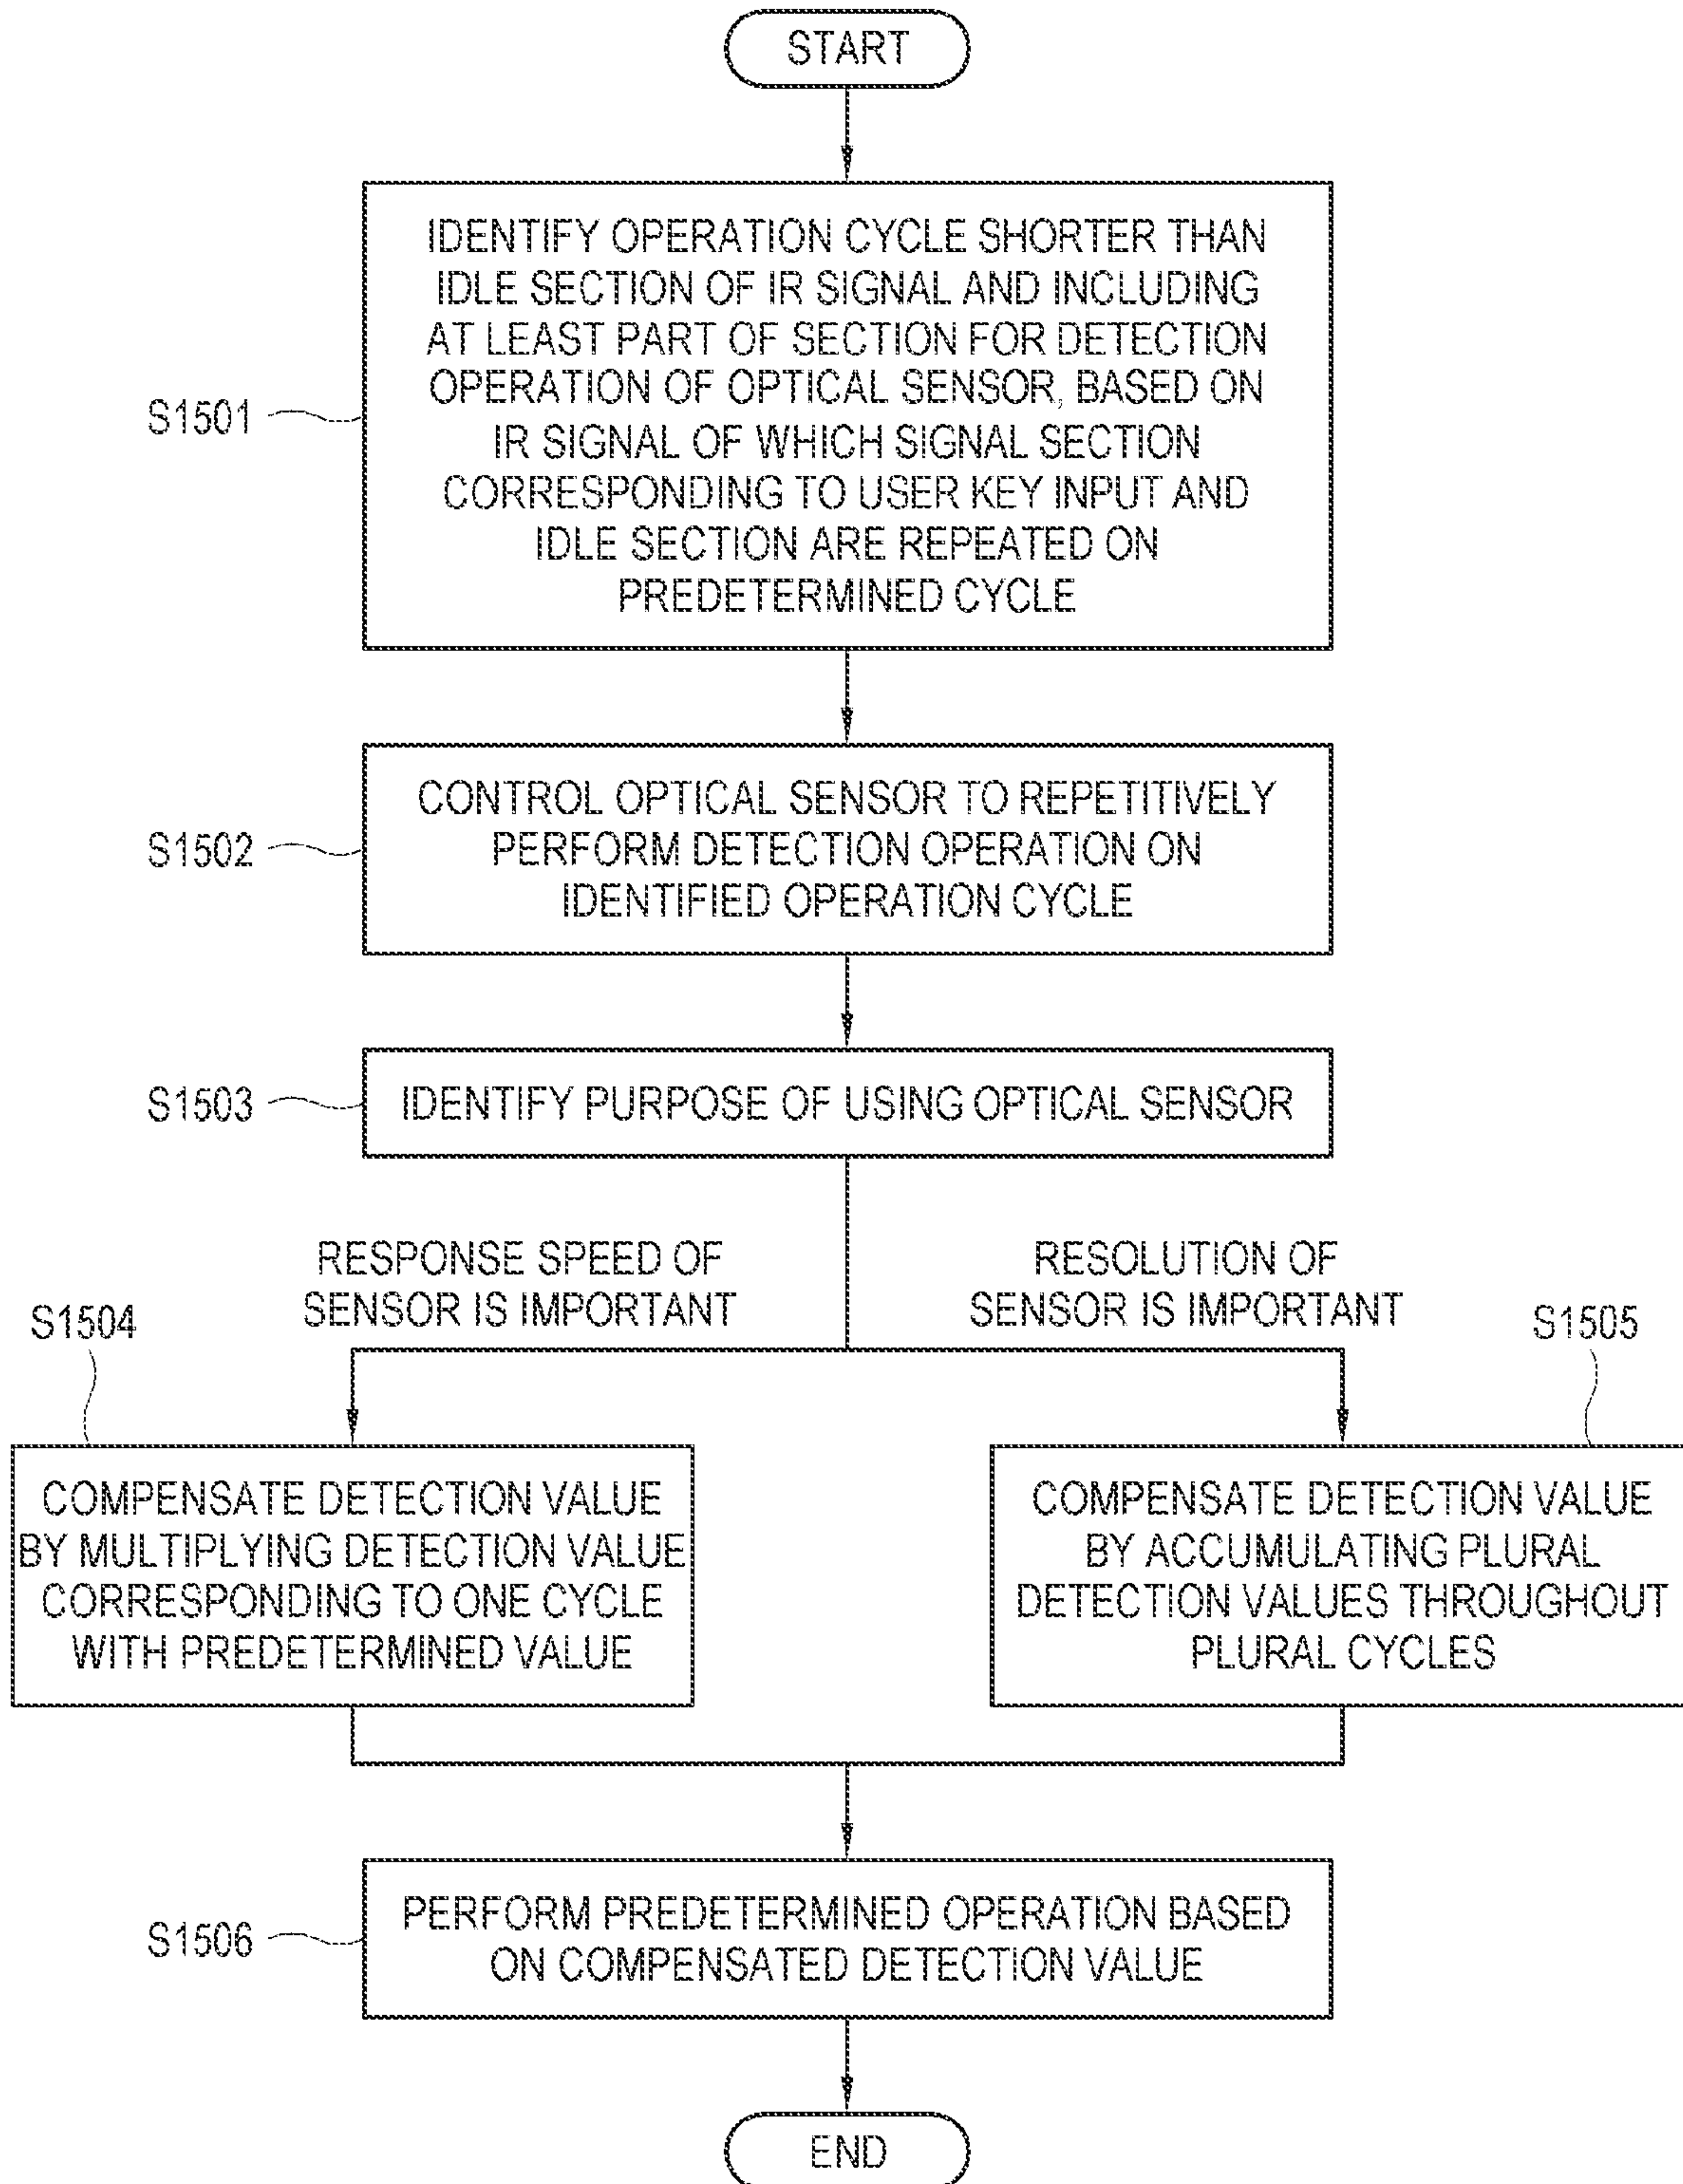 START
IDENTIFY OPERATION CYCLE SHORTER THAN
IDLE SECTION OF IR SIGNAL AND INCLUDING
AT LEAST PART OF SECTION FOR DETECTION
OPERATION OF OPTICAL SENSOR, BASED ON
IR SIGNAL OF WHICH SIGNAL SECTION
CORRESPONDING TO USER KEY INPUT AND
IDLE SECTION ARE REPEATED ON
PREDETERMINED CYCLE
S1501
CONTROL OPTICAL SENSOR TO REPETITIVELY
PERFORM DETECTION OPERATION ON
IDENTIFIED OPERATION CYCLE
S1502
S1503
IDENTIFY PURPOSE OF USING OPTICAL SENSOR
RESPONSE SPEED OF
SENSOR IS IMPORTANT
RESOLUTION OF
SENSOR IS IMPORTANT
S1504
S1505
COMPENSATE DETECTION VALUE
BY MULTIPLYING DETECTION VALUE
CORRESPONDING TO ONE CYCLE
WITH PREDETERMINED VALUE
COMPENSATE DETECTION VALUE
BY ACCUMULATING PLURAL
DETECTION VALUES THROUGHOUT
PLURAL CYCLES
S1506
PERFORM PREDETERMINED OPERATION BASED
ON COMPENSATED DETECTION VALUE
END